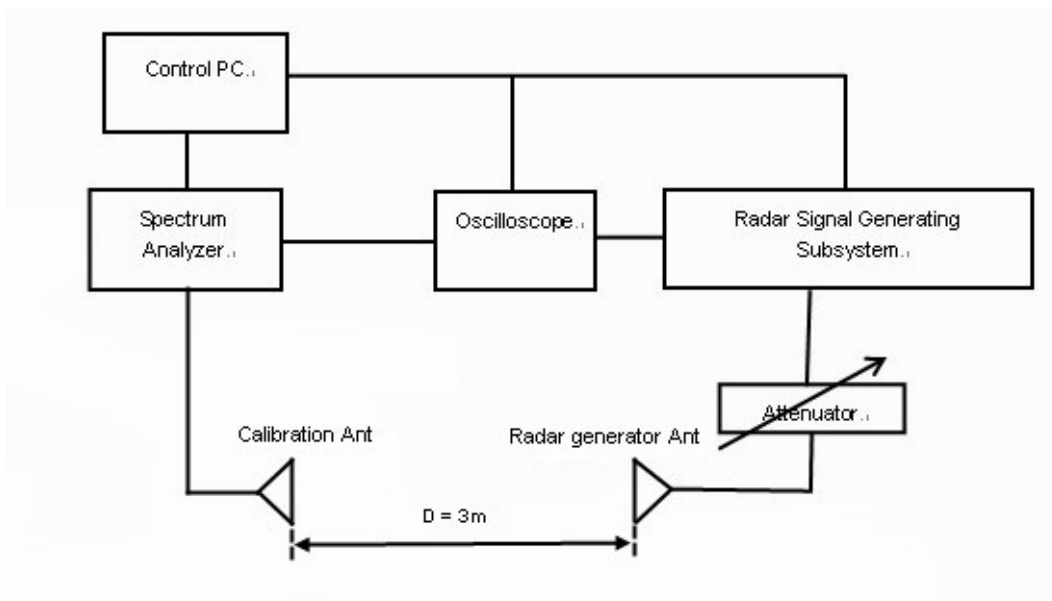 Control PC
Spectrum
Analyzer
Oscilloscope
Radar Signal Generating
Subsystem
Attenuator
Calibration Ant
Radar generator Ant
D = 3m